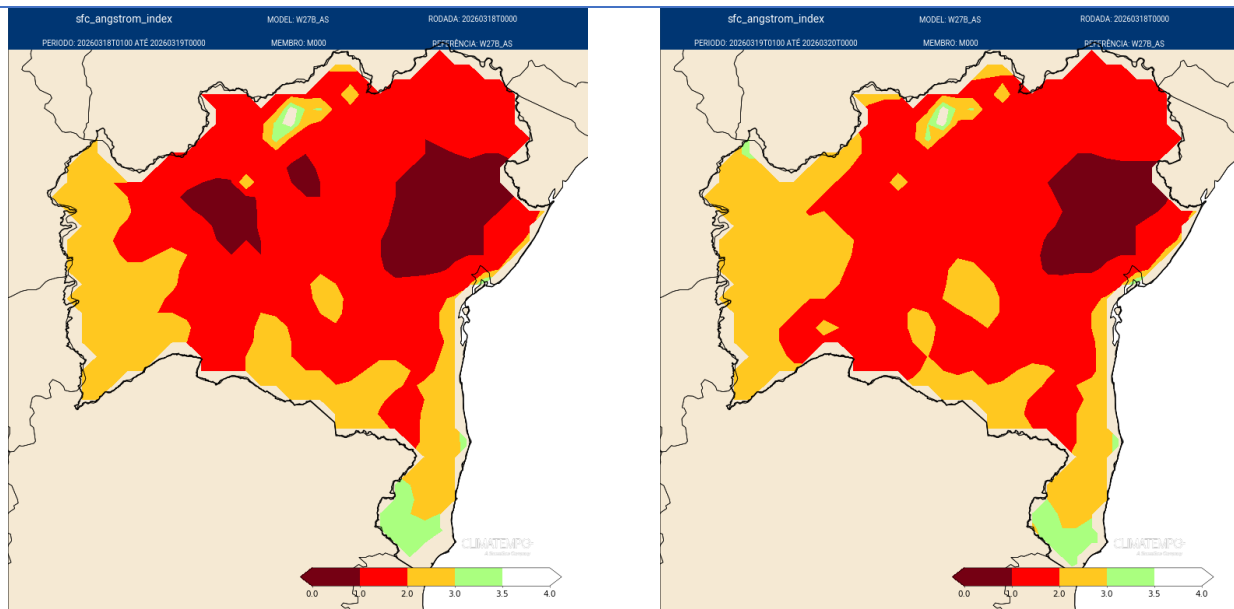 sfc_angstrom_index MODEL: W27B_AS RODADA: 20260318T0000
PERIODO: 20260318T0100 ATÉ 20260319T0000 MEMBRO: M000 REFERÊNCIA: W27B_AS
CLIMATEMPO
0.0 1.0 2.0 3.0 3.5 4.0
sfc_angstrom_index MODEL: W27B_AS RODADA: 20260318T0000
PERIODO: 20260319T0100 ATÉ 20260320T0000 MEMBRO: M000 REFERÊNCIA: W27B_AS
CLIMATEMPO
0.0 1.0 2.0 3.0 3.5 4.0